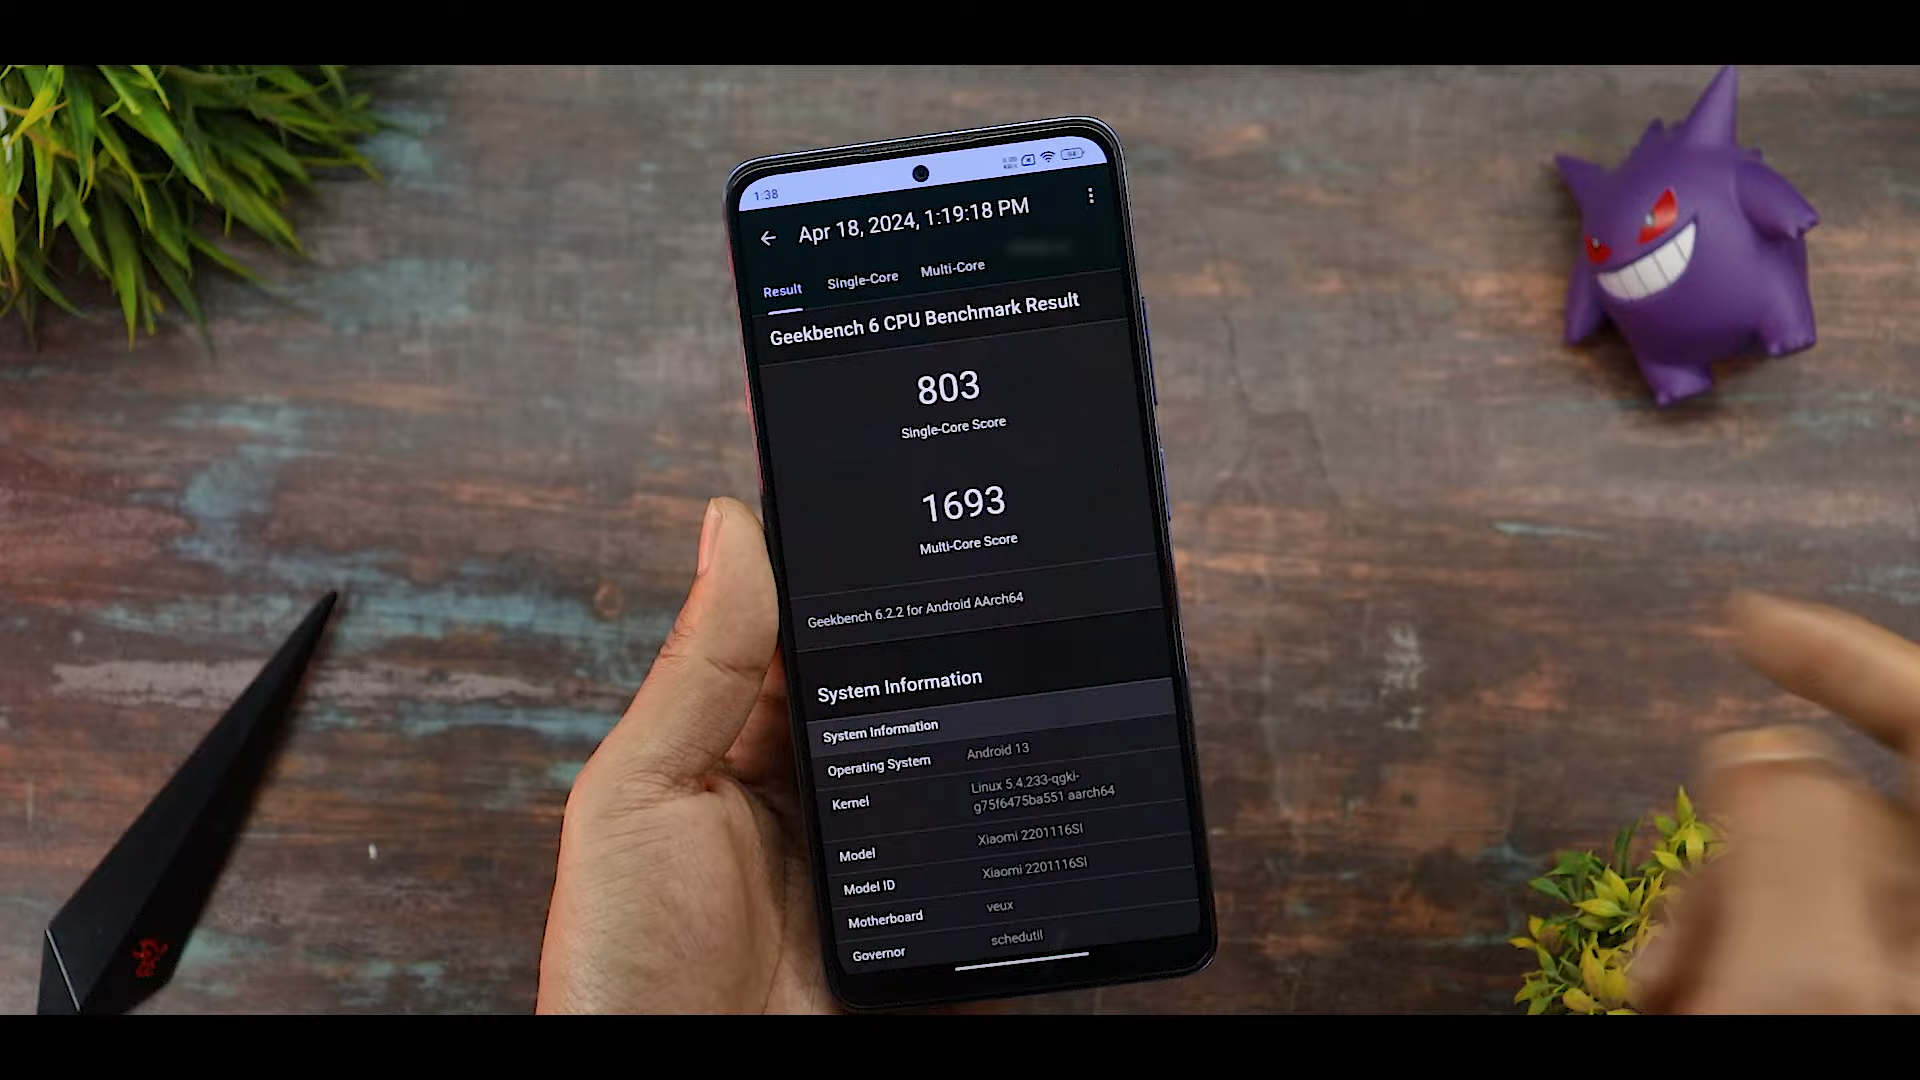 1:38
Apr 18, 2024, 1:19:18 PM
Result Single-Core Multi-Core
Geekbench 6 CPU Benchmark Result
803
Single-Core Score
1693
Multi-Core Score
Geekbench 6.2.2 for Android AArch64
System Information
System Information
Operating System Android 13
Kernel Linux 5.4.233-qgki-
g75f6475ba551 aarch64
Model Xiaomi 2201116SI
Model ID Xiaomi 2201116SI
Motherboard veux
Governor schedutil